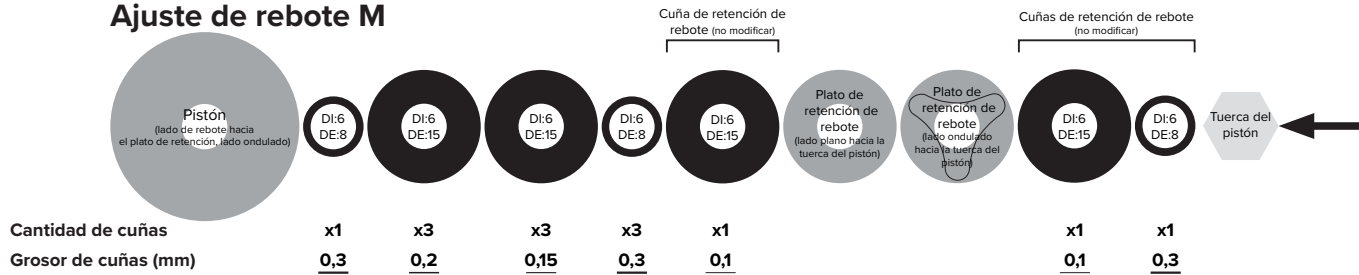 Ajuste de rebote M
Cuña de retención de
rebote (no modificar)
Cuñas de retención de rebote
(no modificar)
Pistón
(lado de rebote hacia
el plato de retención, lado ondulado)
DI:6
DE:8
DI:6
DE:15
DI:6
DE:15
DI:6
DE:8
DI:6
DE:15
Plato de
retención de
rebote
(lado plano hacia la
tuerca del pistón)
Plato de
retención de
rebote
(lado ondulado
hacia la tuerca del
pistón)
DI:6
DE:15
DI:6
DE:8
Tuerca del
pistón
Cantidad de cuñas x1 x3 x3 x3 x1 x1 x1
Grosor de cuñas (mm) 0,3 0,2 0,15 0,3 0,1 0,1 0,3